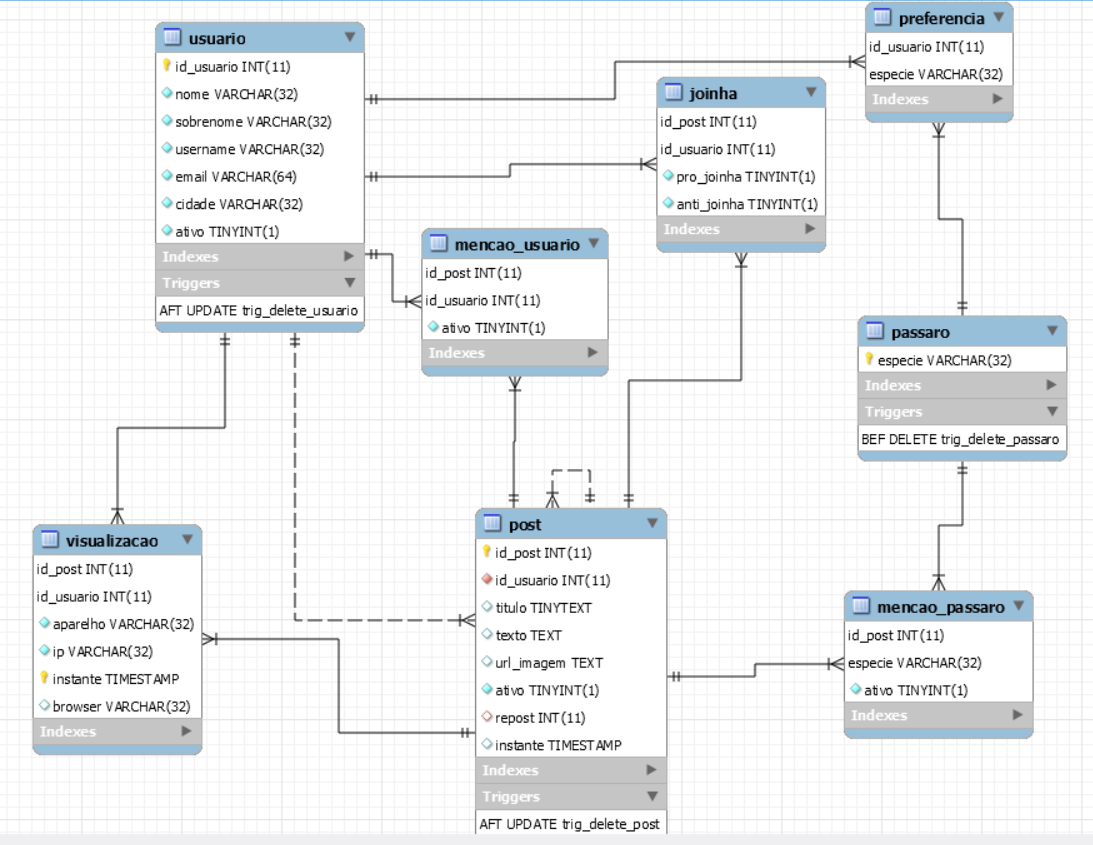 usuario
id_usuario INT(11)
nome VARCHAR(32)
sobrenome VARCHAR(32)
username VARCHAR(32)
email VARCHAR(64)
cidade VARCHAR(32)
ativo TINYINT(1)
Indexes
Triggers
AFT UPDATE trig_delete_usuario
preferencia
id_usuario INT(11)
especie VARCHAR(32)
Indexes
joinha
id_post INT(11)
id_usuario INT(11)
pro_joinha TINYINT(1)
anti_joinha TINYINT(1)
Indexes
mencao_usuario
id_post INT(11)
id_usuario INT(11)
ativo TINYINT(1)
Indexes
passaro
especie VARCHAR(32)
Indexes
Triggers
BEF DELETE trig_delete_passaro
visualizacao
id_post INT(11)
id_usuario INT(11)
aparelho VARCHAR(32)
ip VARCHAR(32)
instante TIMESTAMP
browser VARCHAR(32)
Indexes
post
id_post INT(11)
id_usuario INT(11)
titulo TINYTEXT
texto TEXT
url_imagem TEXT
ativo TINYINT(1)
repost INT(11)
instante TIMESTAMP
Indexes
Triggers
AFT UPDATE trig_delete_post
mencao_passaro
id_post INT(11)
especie VARCHAR(32)
ativo TINYINT(1)
Indexes